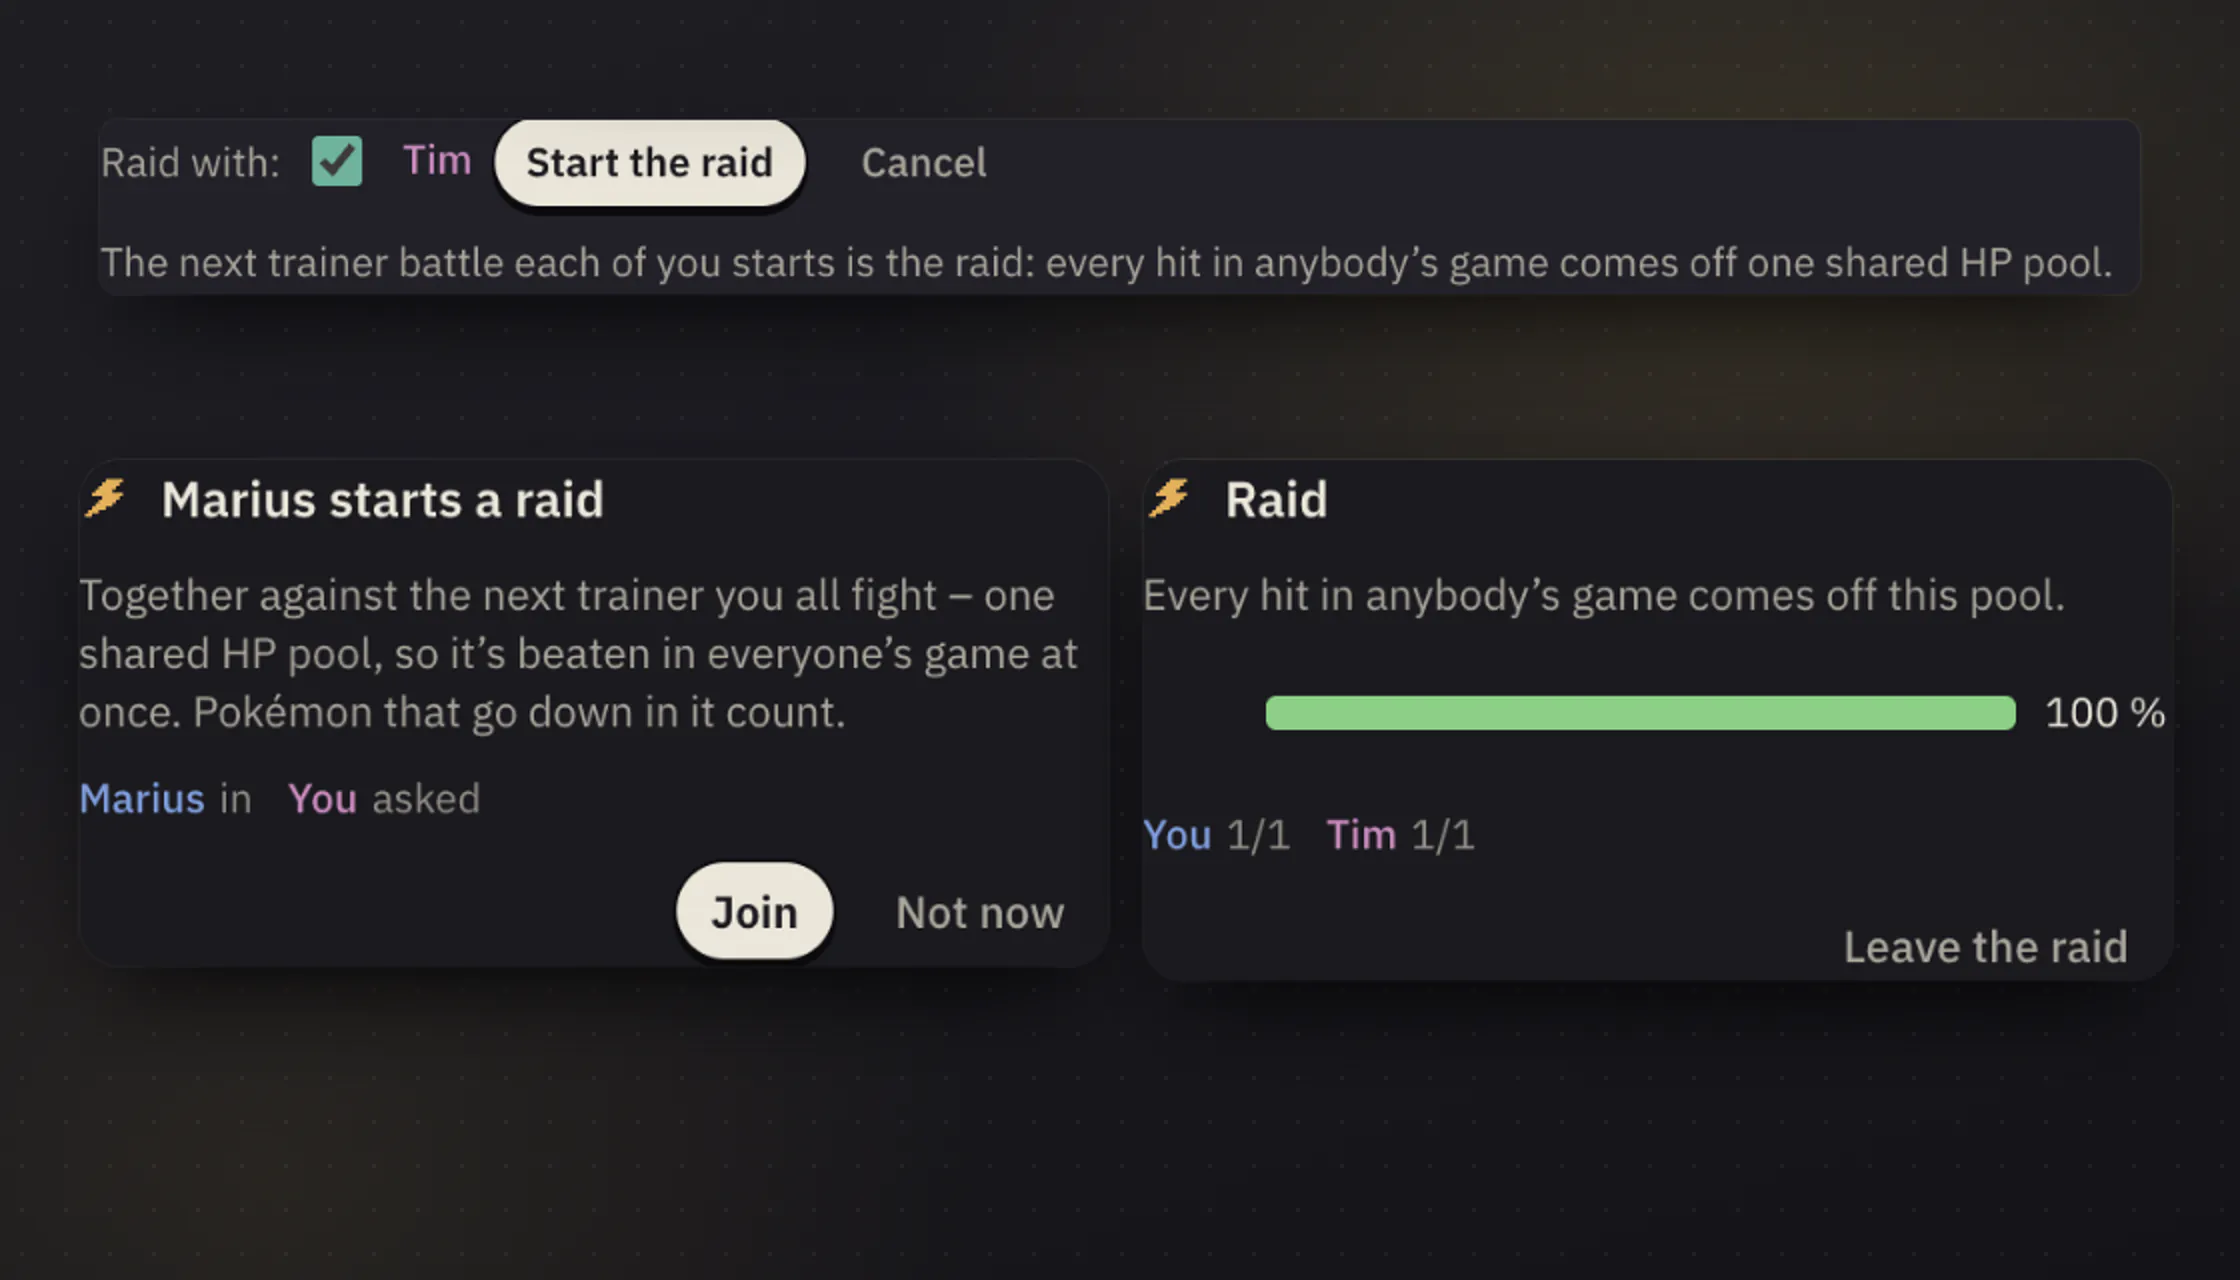 Raid with: Tim Start the raid Cancel
The next trainer battle each of you starts is the raid: every hit in anybody’s game comes off one shared HP pool.
Marius starts a raid
Together against the next trainer you all fight – one
shared HP pool, so it’s beaten in everyone’s game at
once. Pokémon that go down in it count.
Marius in You asked
Join Not now
Raid
Every hit in anybody’s game comes off this pool.
100 %
You 1/1 Tim 1/1
Leave the raid